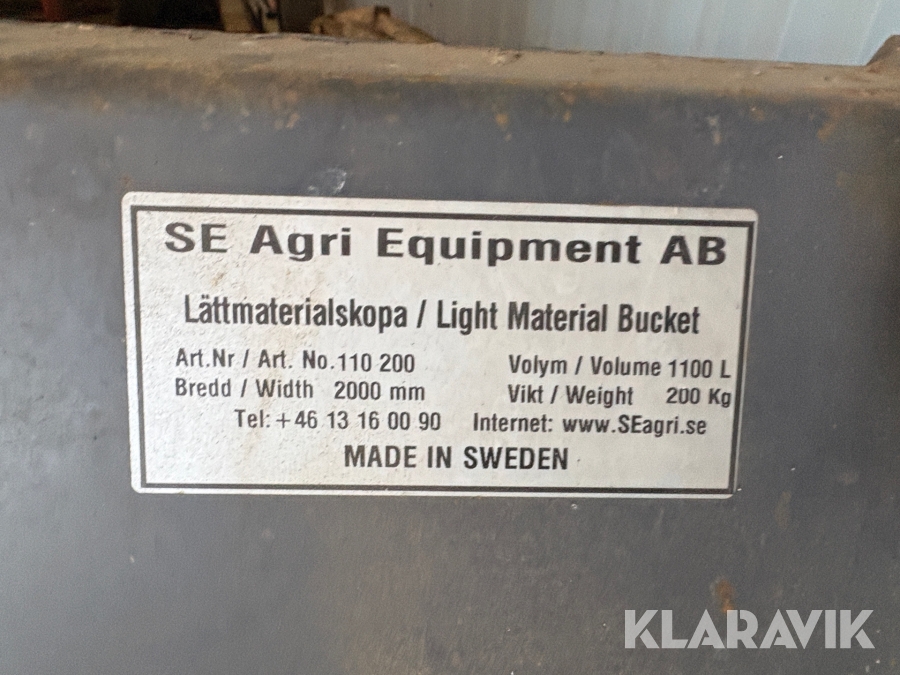 SE Agri Equipment AB
Lättmaterialskopa / Light Material Bucket
Art.Nr / Art. No.110 200 Volym / Volume 1100 L
Bredd / Width 2000 mm Vikt / Weight 200 Kg
Tel: +46 13 16 00 90 Internet: www.SEagri.se
MADE IN SWEDEN
KLARAVIK